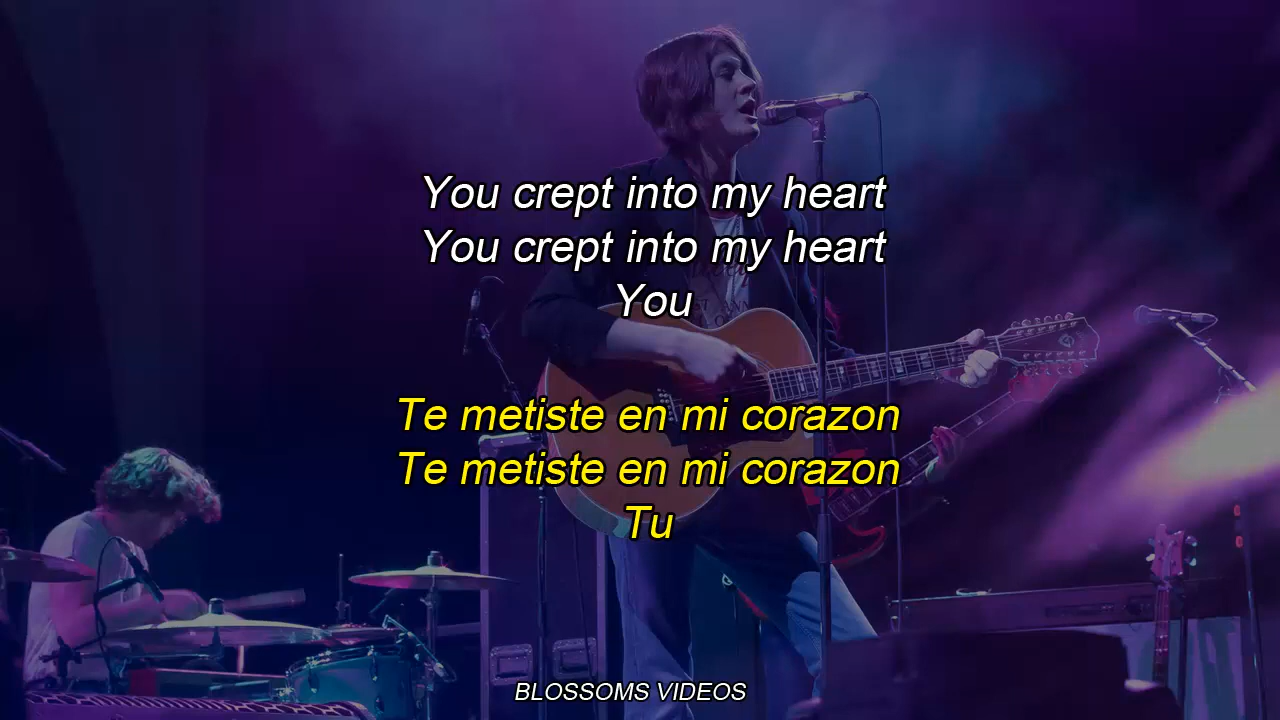 You crept into my heart
You crept into my heart
You
Te metiste en mi corazon
Te metiste en mi corazon
Tu
BLOSSOMS VIDEOS